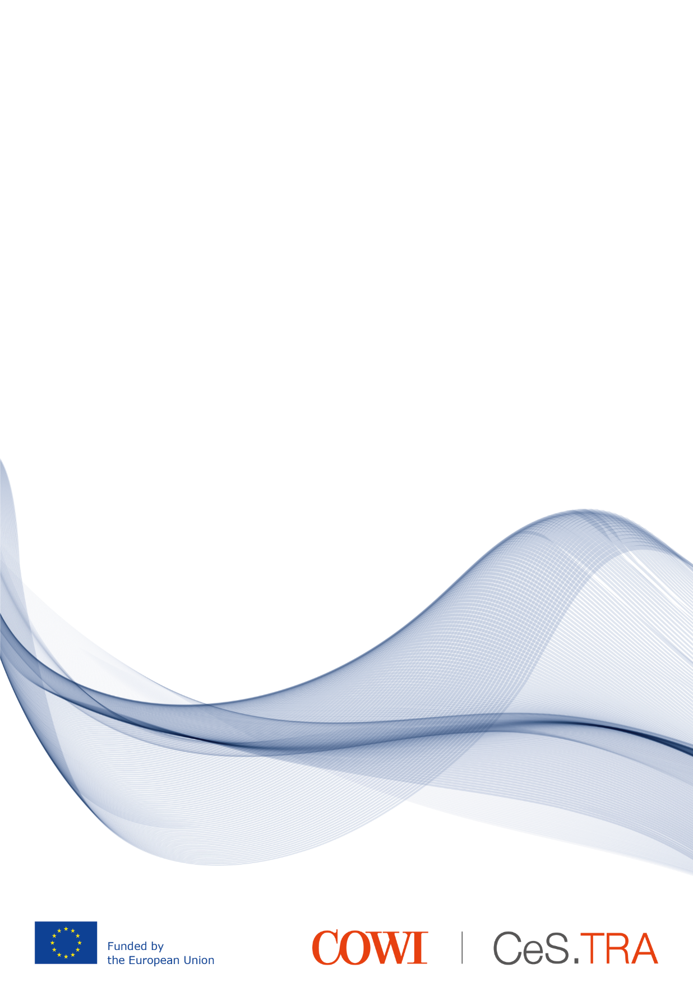 Funded by
the European Union
COWI
CeS.TRA